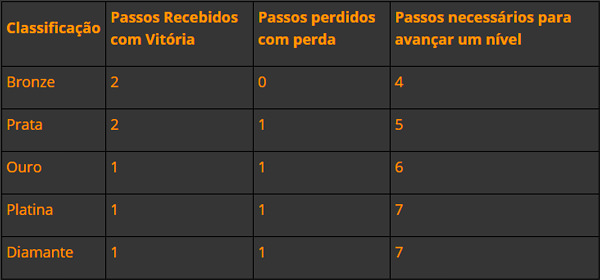 Classificação
Passos Recebidos
com Vitória
Passos perdidos
com perda
Passos necessários para
avançar um nível
Bronze 2 0 4
Prata 2 1 5
Ouro 1 1 6
Platina 1 1 7
Diamante 1 1 7